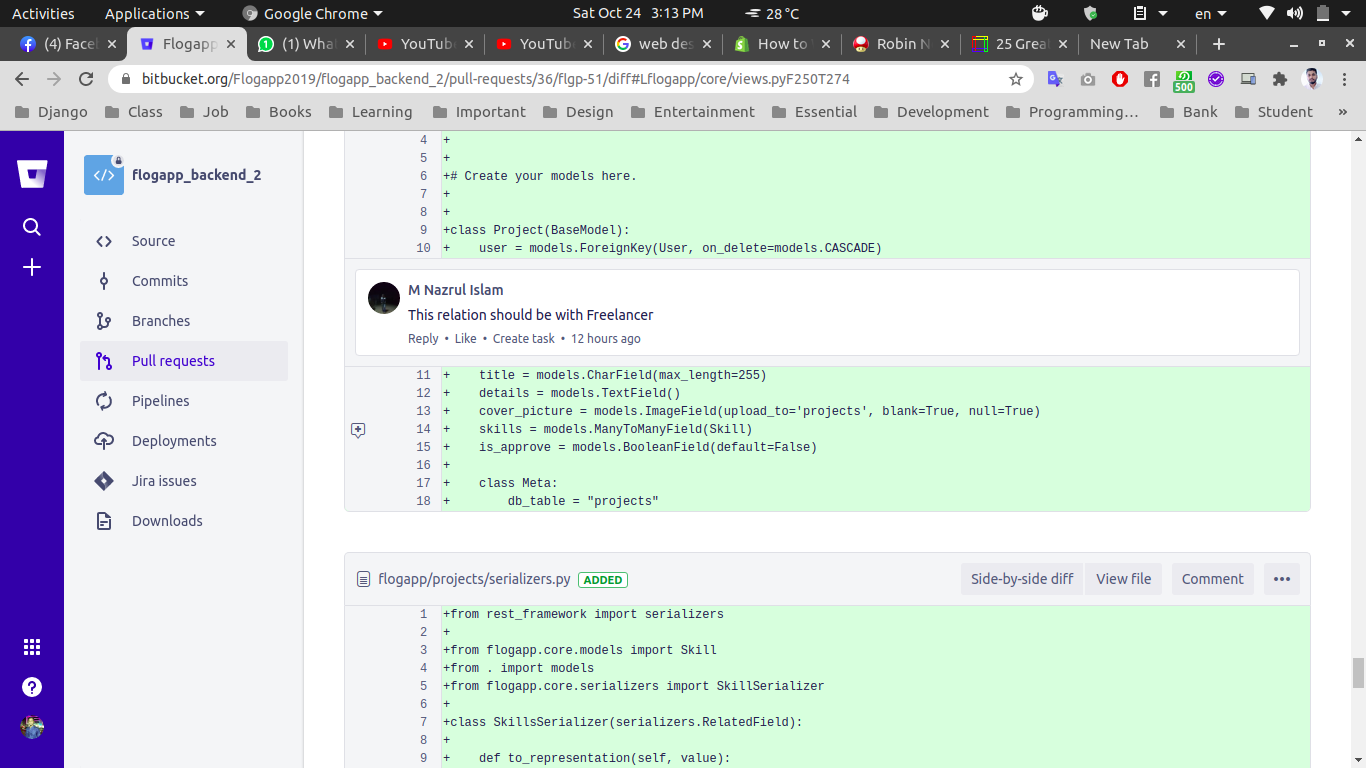 Activities Applications Google Chrome Sat Oct 24 3:13 PM 28 °C en
(4) Face Flogapp (1) Wha YouTub YouTub web des How to Robin N 25 Grea New Tab
bitbucket.org/Flogapp2019/flogapp_backend_2/pull-requests/36/flgp-51/diff#Lflogapp/core/views.pyF250T274 500
Django Class Job Books Learning Important Design Entertainment Essential Development Programming... Bank Student »
flogapp_backend_2
Source
Commits
Branches
Pull requests
Pipelines
Deployments
Jira issues
Downloads
4 +
5 +
6 +# Create your models here.
7 +
8 +
9 +class Project(BaseModel):
10 + user = models.ForeignKey(User, on_delete=models.CASCADE)
M Nazrul Islam
This relation should be with Freelancer
Reply • Like • Create task • 12 hours ago
11 + title = models.CharField(max_length=255)
12 + details = models.TextField()
13 + cover_picture = models.ImageField(upload_to='projects', blank=True, null=True)
14 + skills = models.ManyToManyField(Skill)
15 + is_approve = models.BooleanField(default=False)
16 +
17 + class Meta:
18 + db_table = "projects"
flogapp/projects/serializers.py ADDED Side-by-side diff View file Comment •••
1 +from rest_framework import serializers
2 +
3 +from flogapp.core.models import Skill
4 +from . import models
5 +from flogapp.core.serializers import SkillSerializer
6 +
7 +class SkillsSerializer(serializers.RelatedField):
8 +
9 + def to_representation(self, value):